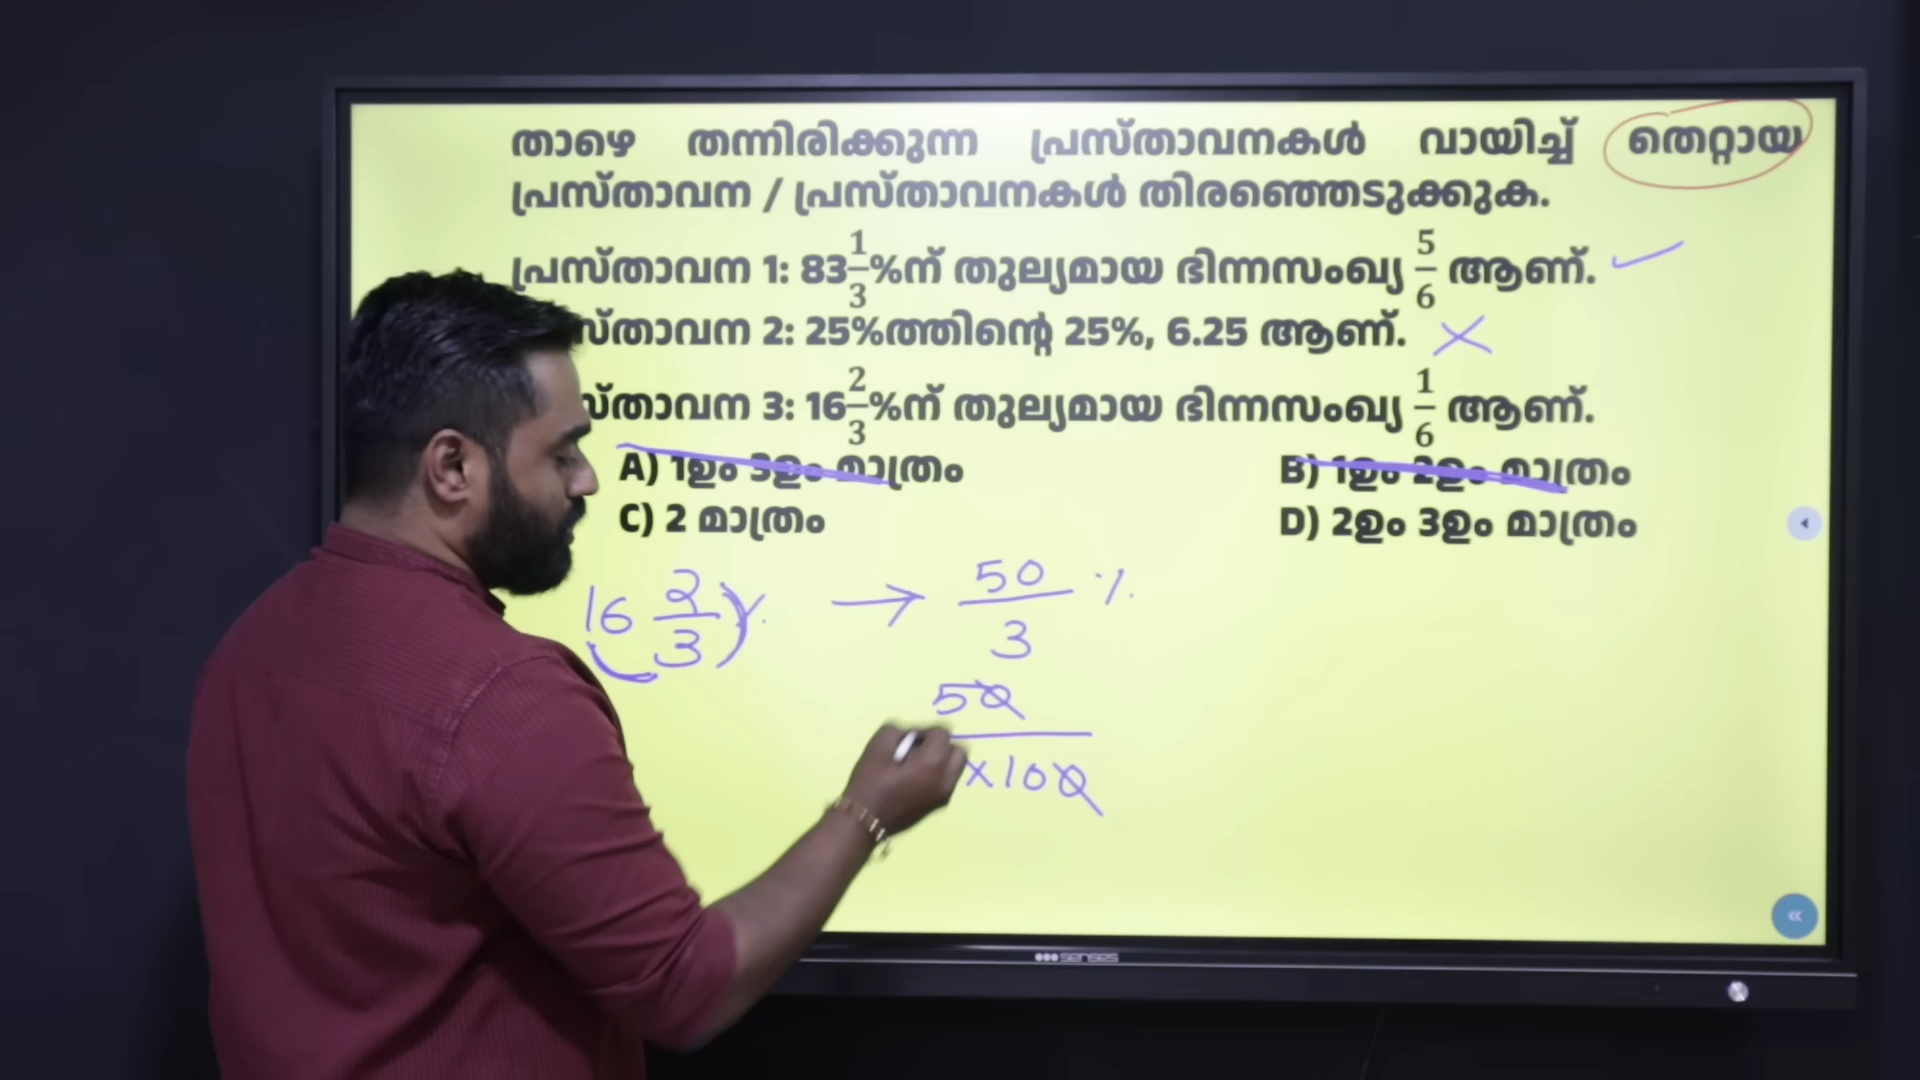 താഴെ തന്നിരിക്കുന്ന പ്രസ്താവനകൾ വായിച്ച് തെറ്റായ
പ്രസ്താവന / പ്രസ്താവനകൾ തിരഞ്ഞെടുക്കുക.
പ്രസ്താവന 1: 83 1/3 %ന് തുല്യമായ ഭിന്നസംഖ്യ 5/6 ആണ്.
സ്താവന 2: 25%ത്തിന്റെ 25%, 6.25 ആണ്.
സ്താവന 3: 16 2/3 %ന് തുല്യമായ ഭിന്നസംഖ്യ 1/6 ആണ്.
A) 1ഉം 3ഉം മാത്രം B) 1ഉം 2ഉം മാത്രം
C) 2 മാത്രം D) 2ഉം 3ഉം മാത്രം
16 2/3 % → 50/3 %
50
x100
senses